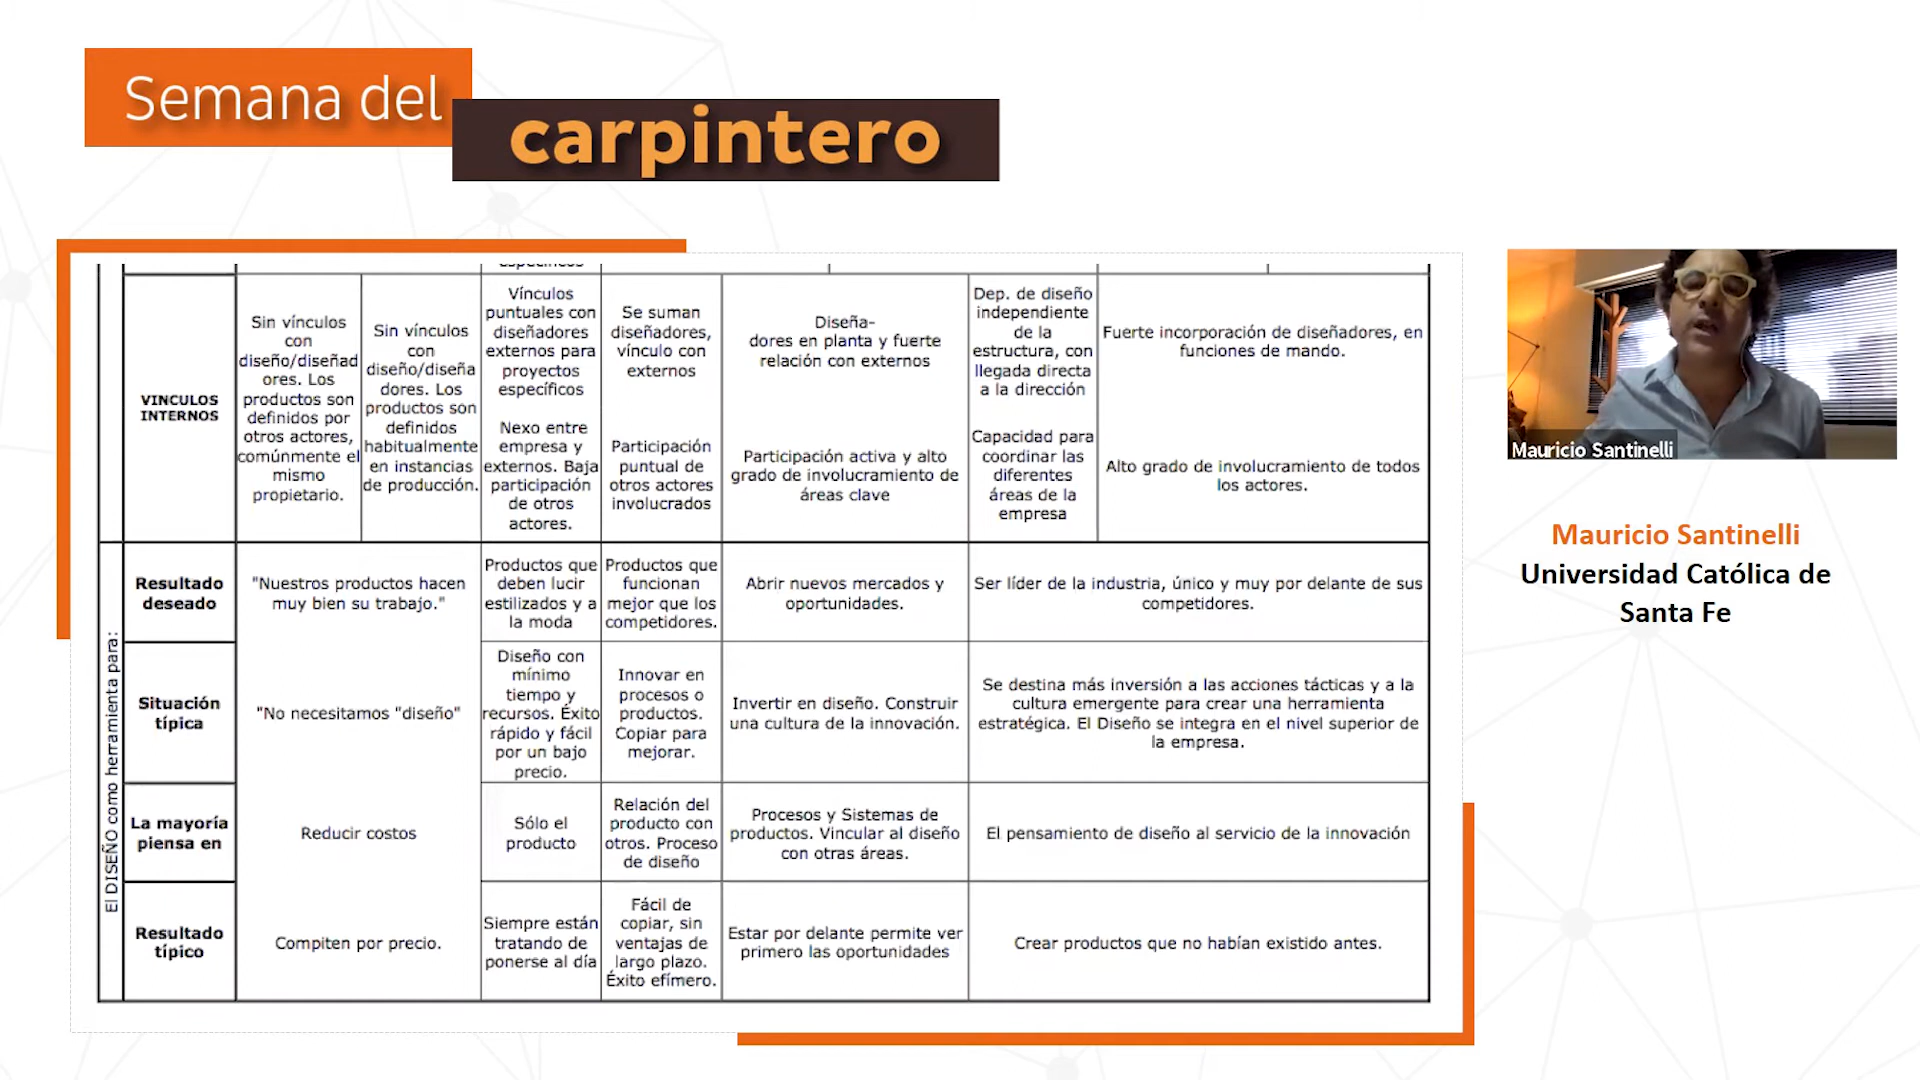 Semana del
carpintero
específicos
VINCULOS
INTERNOS
Sin vínculos
con
diseño/diseñad
ores. Los
productos son
definidos por
otros actores,
comúnmente el
mismo
propietario.
Sin vínculos
con
diseño/diseña
dores. Los
productos son
definidos
habitualmente
en instancias
de producción.
Vínculos
puntuales con
diseñadores
externos para
proyectos
específicos
Nexo entre
empresa y
externos. Baja
participación
de otros
actores.
Se suman
diseñadores,
vínculo con
externos
Participación
puntual de
otros actores
involucrados
Diseña-
dores en planta y fuerte
relación con externos
Participación activa y alto
grado de involucramiento de
áreas clave
Dep. de diseño
independiente
de la
estructura, con
llegada directa
a la dirección
Capacidad para
coordinar las
diferentes
áreas de la
empresa
Fuerte incorporación de diseñadores, en
funciones de mando.
Alto grado de involucramiento de todos
los actores.
El DISEÑO como herramienta para:
Resultado
deseado
"Nuestros productos hacen
muy bien su trabajo."
Productos que
deben lucir
estilizados y a
la moda
Productos que
funcionan
mejor que los
competidores.
Abrir nuevos mercados y
oportunidades.
Ser líder de la industria, único y muy por delante de sus
competidores.
Situación
típica
"No necesitamos "diseño"
Diseño con
mínimo
tiempo y
recursos. Éxito
rápido y fácil
por un bajo
precio.
Innovar en
procesos o
productos.
Copiar para
mejorar.
Invertir en diseño. Construir
una cultura de la innovación.
Se destina más inversión a las acciones tácticas y a la
cultura emergente para crear una herramienta
estratégica. El Diseño se integra en el nivel superior de
la empresa.
La mayoría
piensa en
Reducir costos
Sólo el
producto
Relación del
producto con
otros. Proceso
de diseño
Procesos y Sistemas de
productos. Vincular al diseño
con otras áreas.
El pensamiento de diseño al servicio de la innovación
Resultado
típico
Compiten por precio.
Siempre están
tratando de
ponerse al día
Fácil de
copiar, sin
ventajas de
largo plazo.
Éxito efímero.
Estar por delante permite ver
primero las oportunidades
Crear productos que no habían existido antes.
Mauricio Santinelli
Mauricio Santinelli
Universidad Católica de
Santa Fe